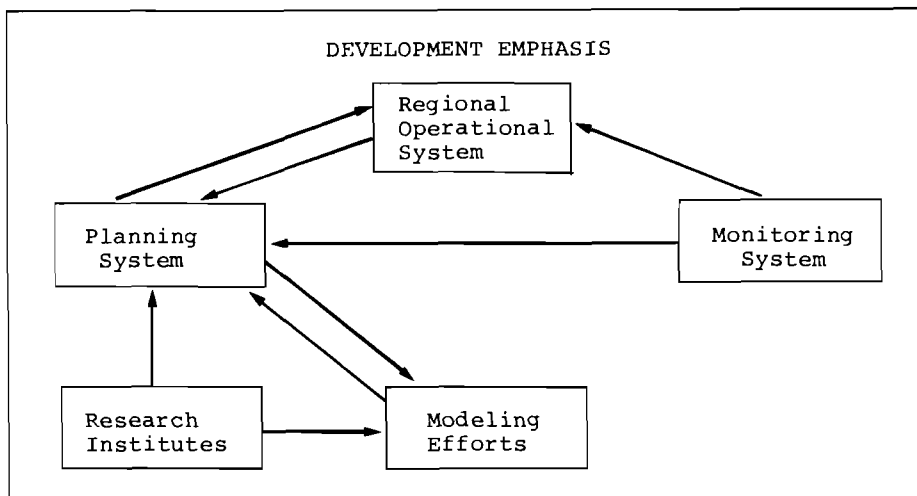 DEVELOPMENT EMPHASIS
Regional
Operational
System
Planning
System
Monitoring
System
Research
Institutes
Modeling
Efforts